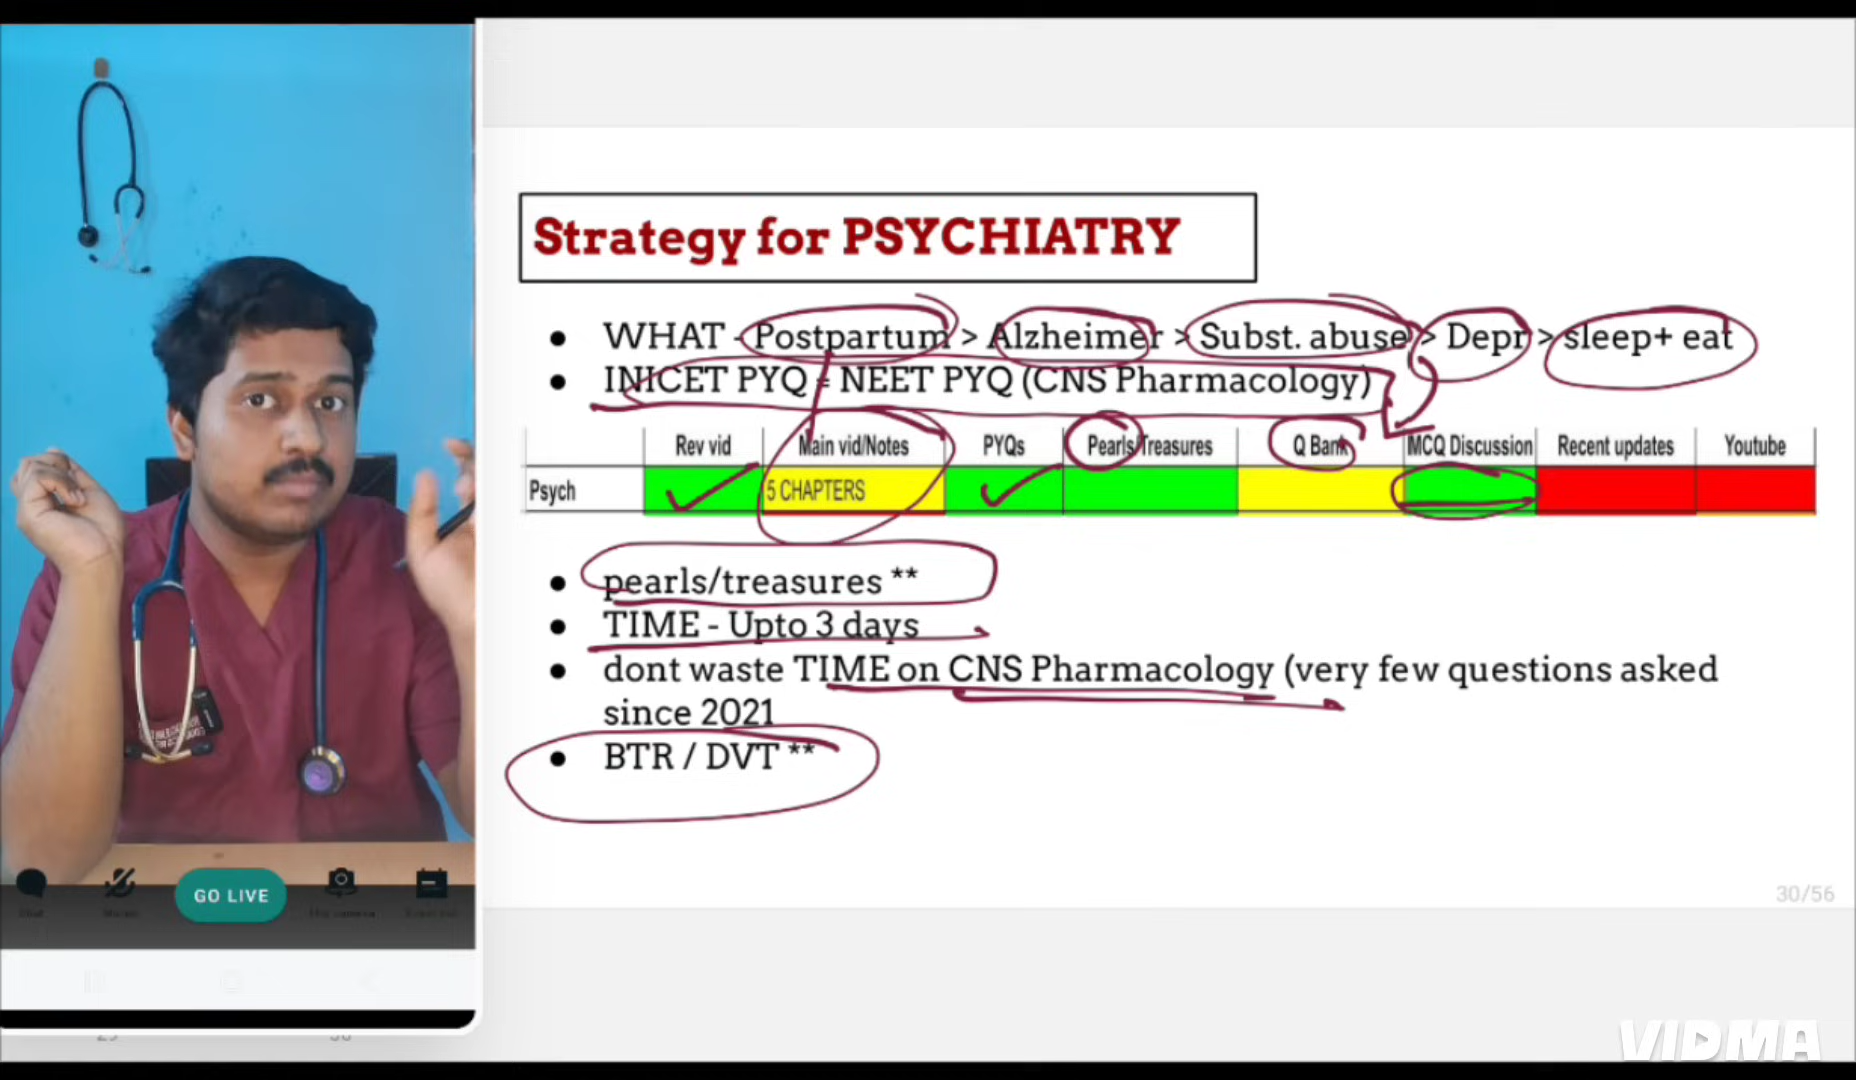 Strategy for PSYCHIATRY
● WHAT - Postpartum > Alzheimer > Subst. abuse > Depr > sleep+ eat
● INICET PYQ = NEET PYQ (CNS Pharmacology)
Rev vid Main vid/Notes PYQs Pearls/Treasures Q Bank MCQ Discussion Recent updates Youtube
Psych 5 CHAPTERS
● pearls/treasures **
● TIME - Upto 3 days
● dont waste TIME on CNS Pharmacology (very few questions asked
since 2021
● BTR / DVT **
GO LIVE
30/56
VIDMA